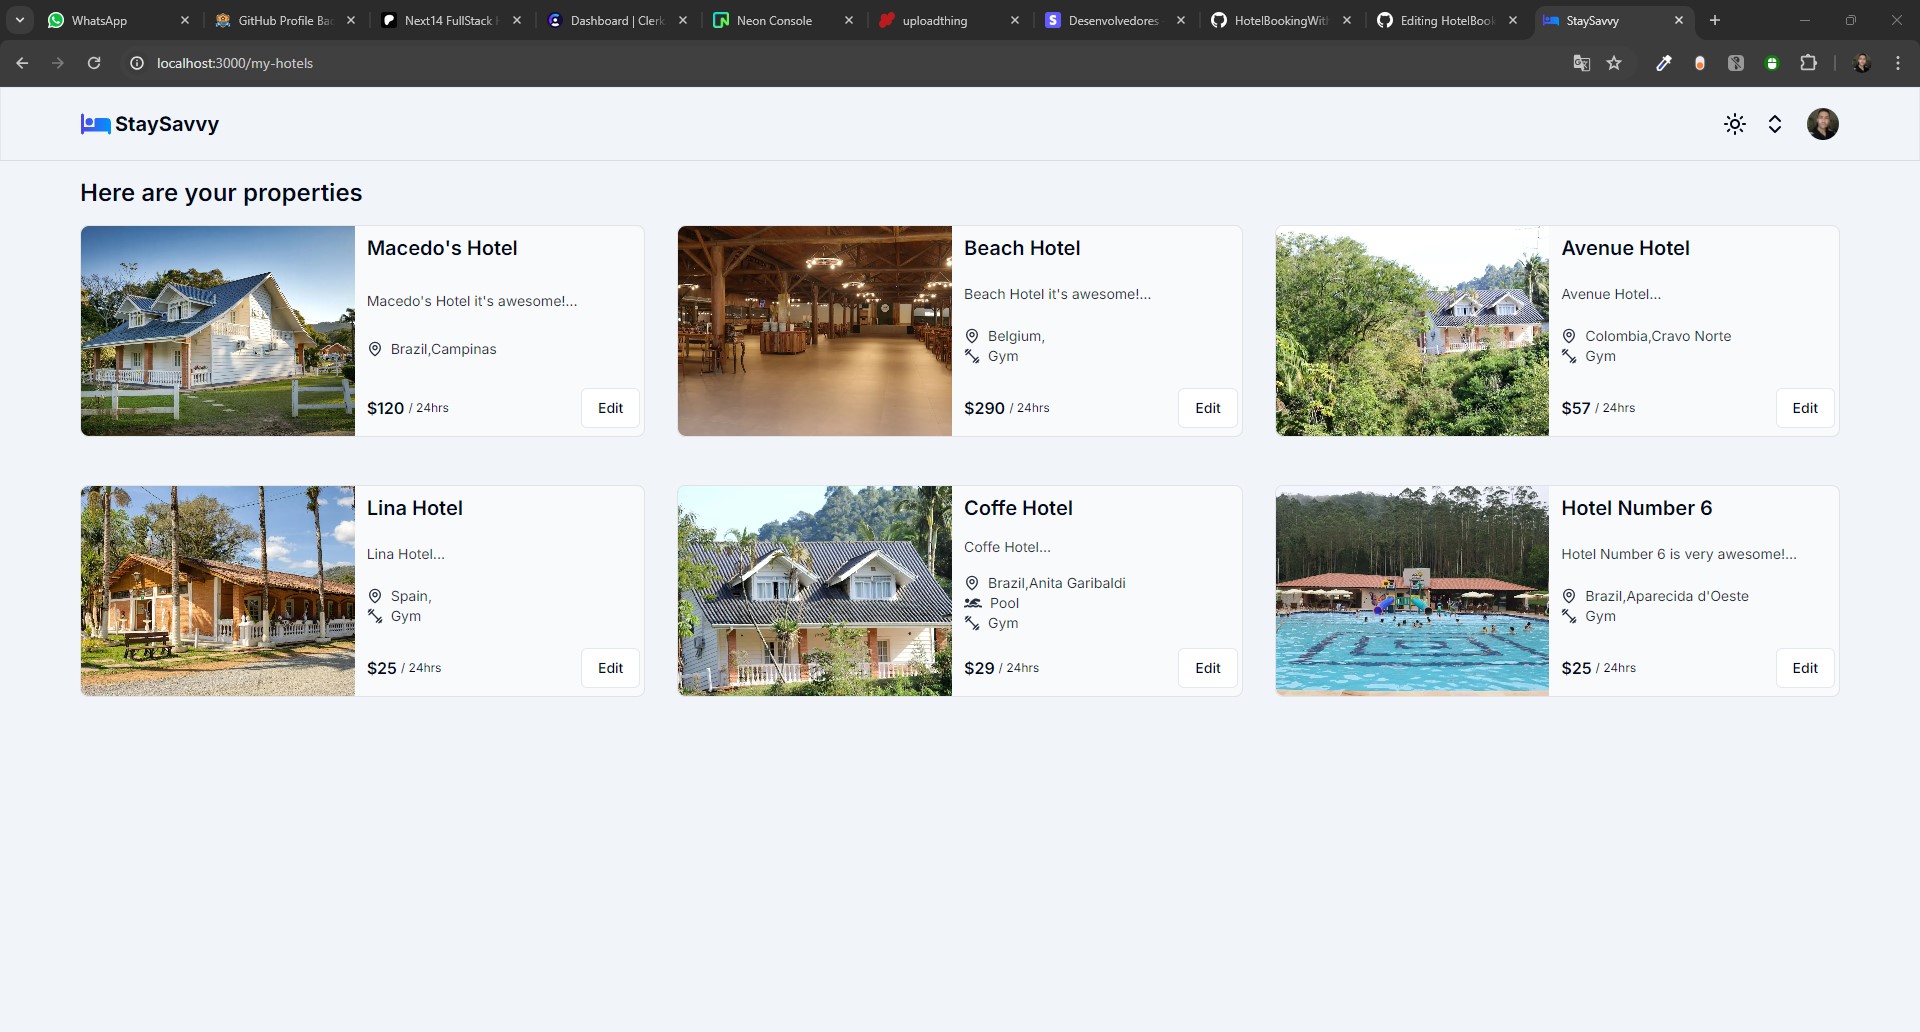 WhatsApp
GitHub Profile Bac
Next14 FullStack
Dashboard | Clerk
Neon Console
uploadthing
Desenvolvedores
HotelBookingWith
Editing HotelBook
StaySavvy
localhost:3000/my-hotels
StaySavvy
Here are your properties
Macedo's Hotel
Macedo's Hotel it's awesome!...
Brazil,Campinas
$120 / 24hrs
Edit
Beach Hotel
Beach Hotel it's awesome!...
Belgium,
Gym
$290 / 24hrs
Edit
Avenue Hotel
Avenue Hotel...
Colombia,Cravo Norte
Gym
$57 / 24hrs
Edit
Lina Hotel
Lina Hotel...
Spain,
Gym
$25 / 24hrs
Edit
Coffe Hotel
Coffe Hotel...
Brazil,Anita Garibaldi
Pool
Gym
$29 / 24hrs
Edit
Hotel Number 6
Hotel Number 6 is very awesome!...
Brazil,Aparecida d'Oeste
Gym
$25 / 24hrs
Edit